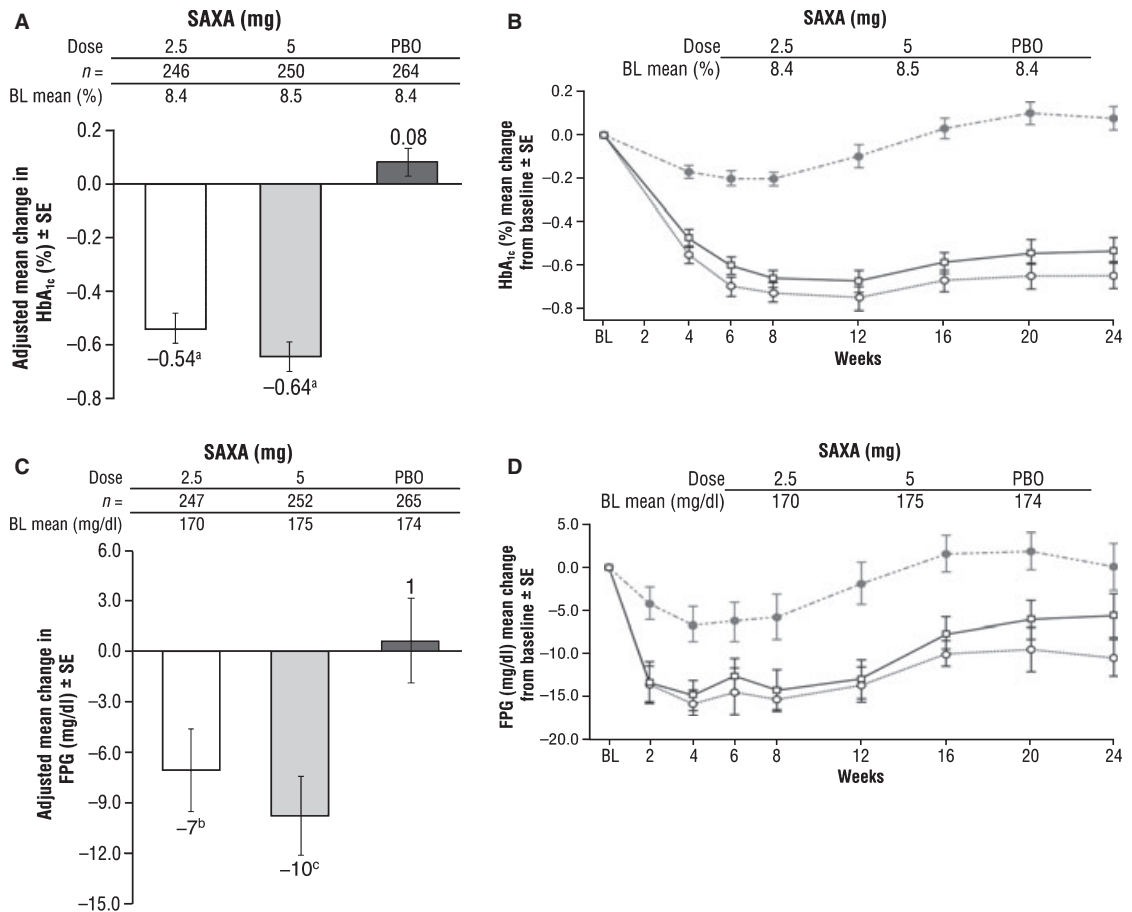 A
SAXA (mg)
Dose 2.5 5 PBO
n = 246 250 264
BL mean (%) 8.4 8.5 8.4
0.2
0.0
–0.2
–0.4
–0.6
–0.8
Adjusted mean change in
HbA1c (%) ± SE
–0.54a
–0.64a
0.08
B
SAXA (mg)
Dose 2.5 5 PBO
BL mean (%) 8.4 8.5 8.4
0.2
0.0
–0.2
–0.4
–0.6
–0.8
HbA1c (%) mean change
from baseline ± SE
BL 2 4 6 8 12 16 20 24
Weeks
C
SAXA (mg)
Dose 2.5 5 PBO
n = 247 252 265
BL mean (mg/dl) 170 175 174
6.0
3.0
0.0
–3.0
–6.0
–9.0
–12.0
–15.0
Adjusted mean change in
FPG (mg/dl) ± SE
–7b
–10c
1
D
SAXA (mg)
Dose 2.5 5 PBO
BL mean (mg/dl) 170 175 174
5.0
0.0
–5.0
–10.0
–15.0
–20.0
FPG (mg/dl) mean change
from baseline ± SE
BL 2 4 6 8 12 16 20 24
Weeks